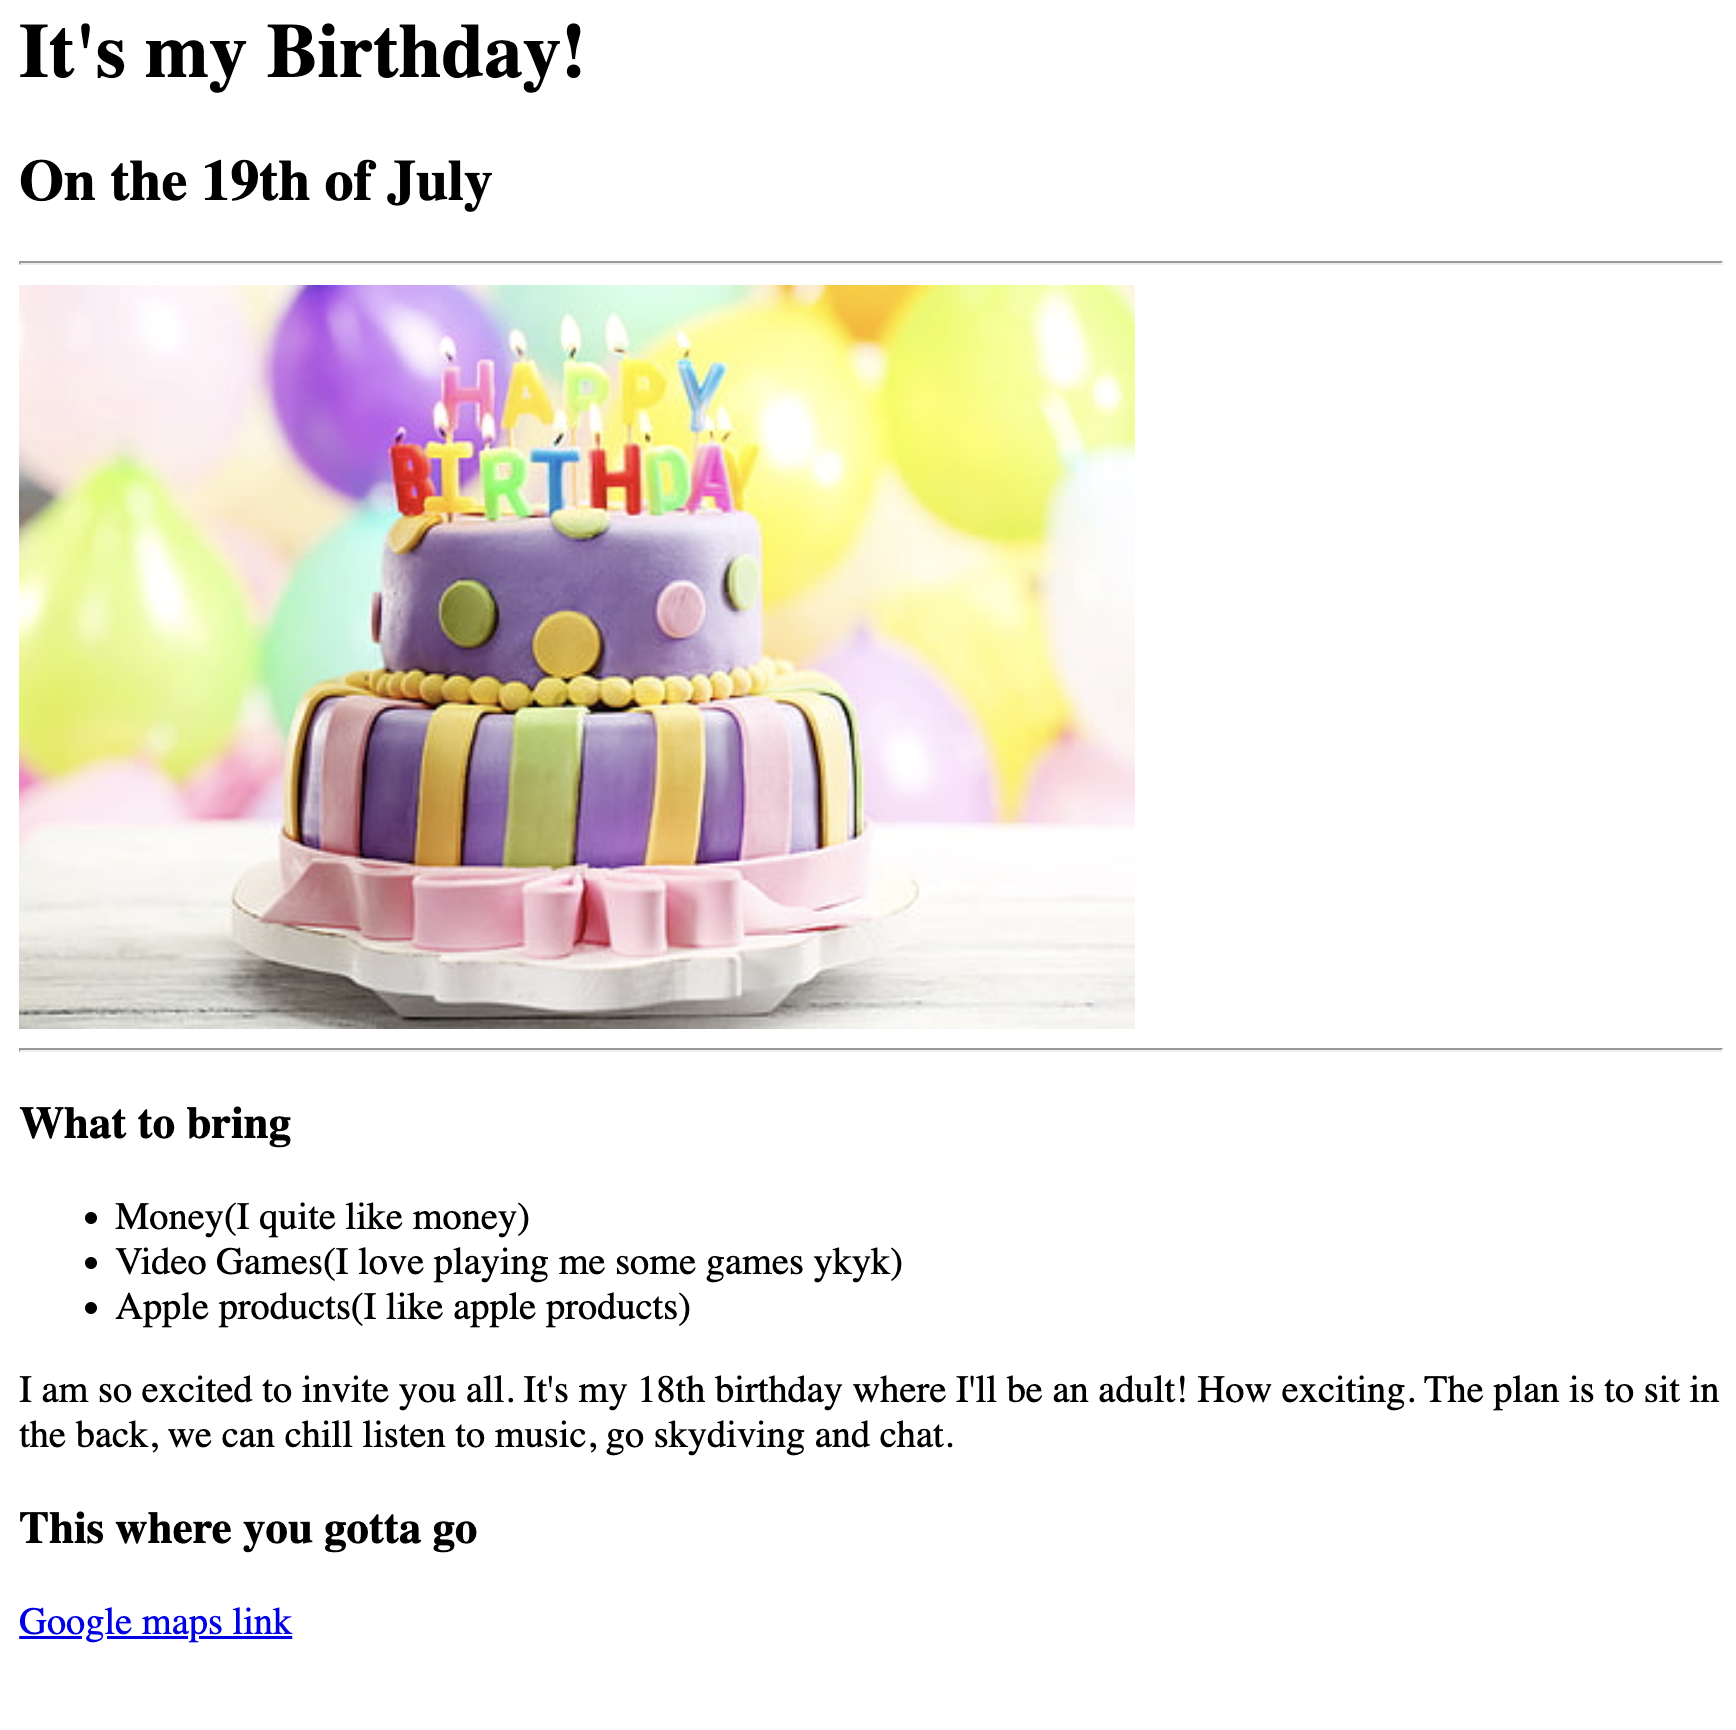 It's my Birthday!
On the 19th of July
HAPPY
BIRTHDAY
What to bring
• Money(I quite like money)
• Video Games(I love playing me some games ykyk)
• Apple products(I like apple products)
I am so excited to invite you all. It's my 18th birthday where I'll be an adult! How exciting. The plan is to sit in
the back, we can chill listen to music, go skydiving and chat.
This where you gotta go
Google maps link